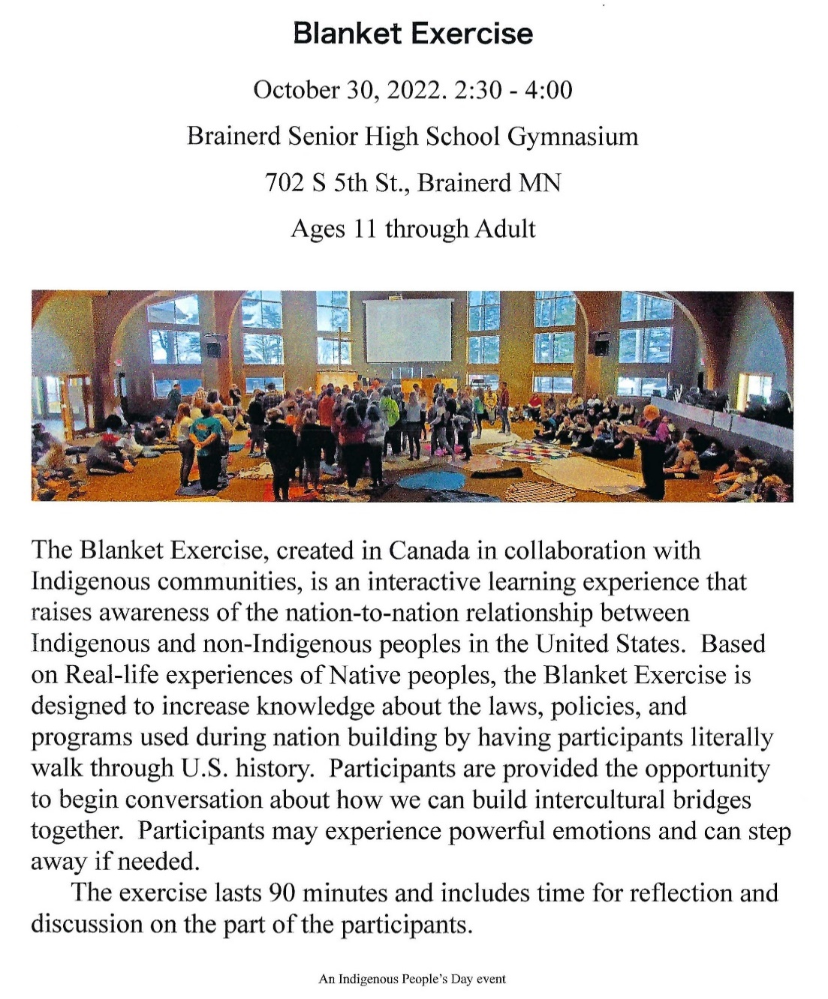 Blanket Exercise
October 30, 2022. 2:30 - 4:00
Brainerd Senior High School Gymnasium
702 S 5th St., Brainerd MN
Ages 11 through Adult
The Blanket Exercise, created in Canada in collaboration with
Indigenous communities, is an interactive learning experience that
raises awareness of the nation-to-nation relationship between
Indigenous and non-Indigenous peoples in the United States.  Based
on Real-life experiences of Native peoples, the Blanket Exercise is
designed to increase knowledge about the laws, policies, and
programs used during nation building by having participants literally
walk through U.S. history.  Participants are provided the opportunity
to begin conversation about how we can build intercultural bridges
together.  Participants may experience powerful emotions and can step
away if needed.
The exercise lasts 90 minutes and includes time for reflection and
discussion on the part of the participants.
An Indigenous People's Day event